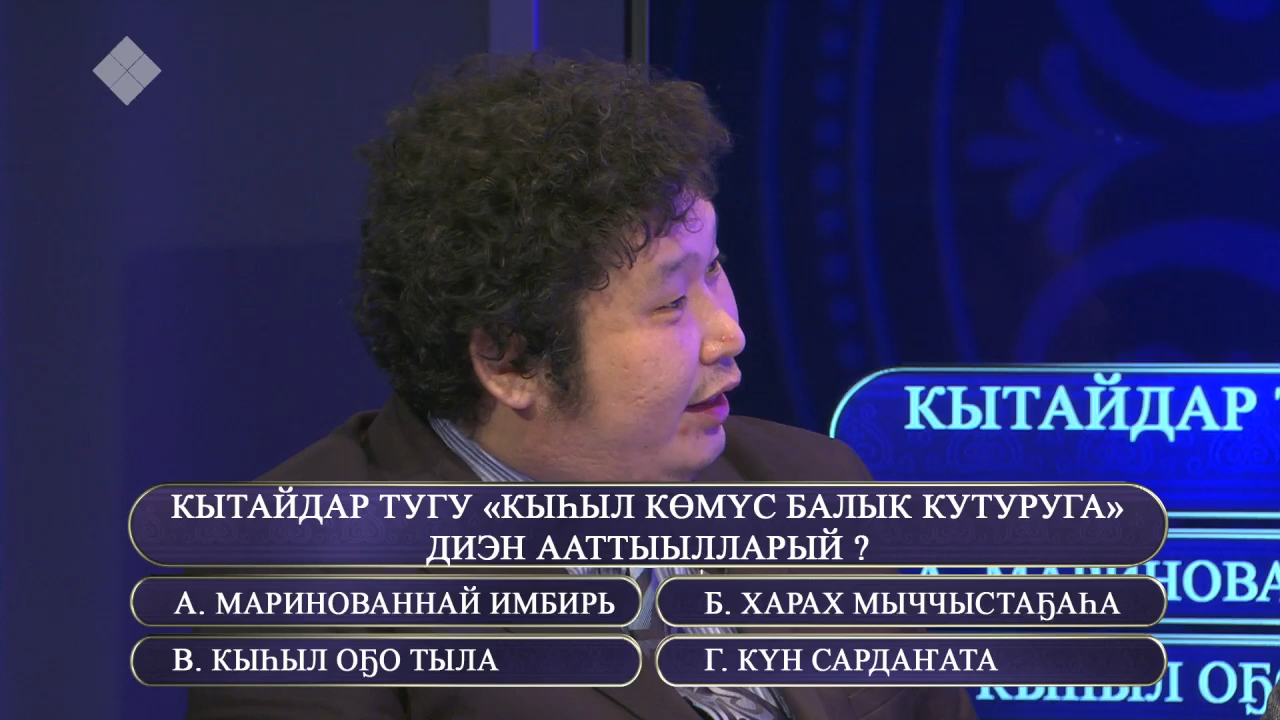 КЫТАЙДАР
КЫТАЙДАР ТУГУ «КЫҺЫЛ КӨМҮС БАЛЫК КУТУРУГА»
ДИЭН ААТТЫЫЛЛАРЫЙ ?
А. МАРИНОВАННАЙ ИМБИРЬ
Б. ХАРАХ МЫЧЧЫСТАҔАҺА
В. КЫҺЫЛ ОҔО ТЫЛА
Г. КҮН САРДАҤАТА